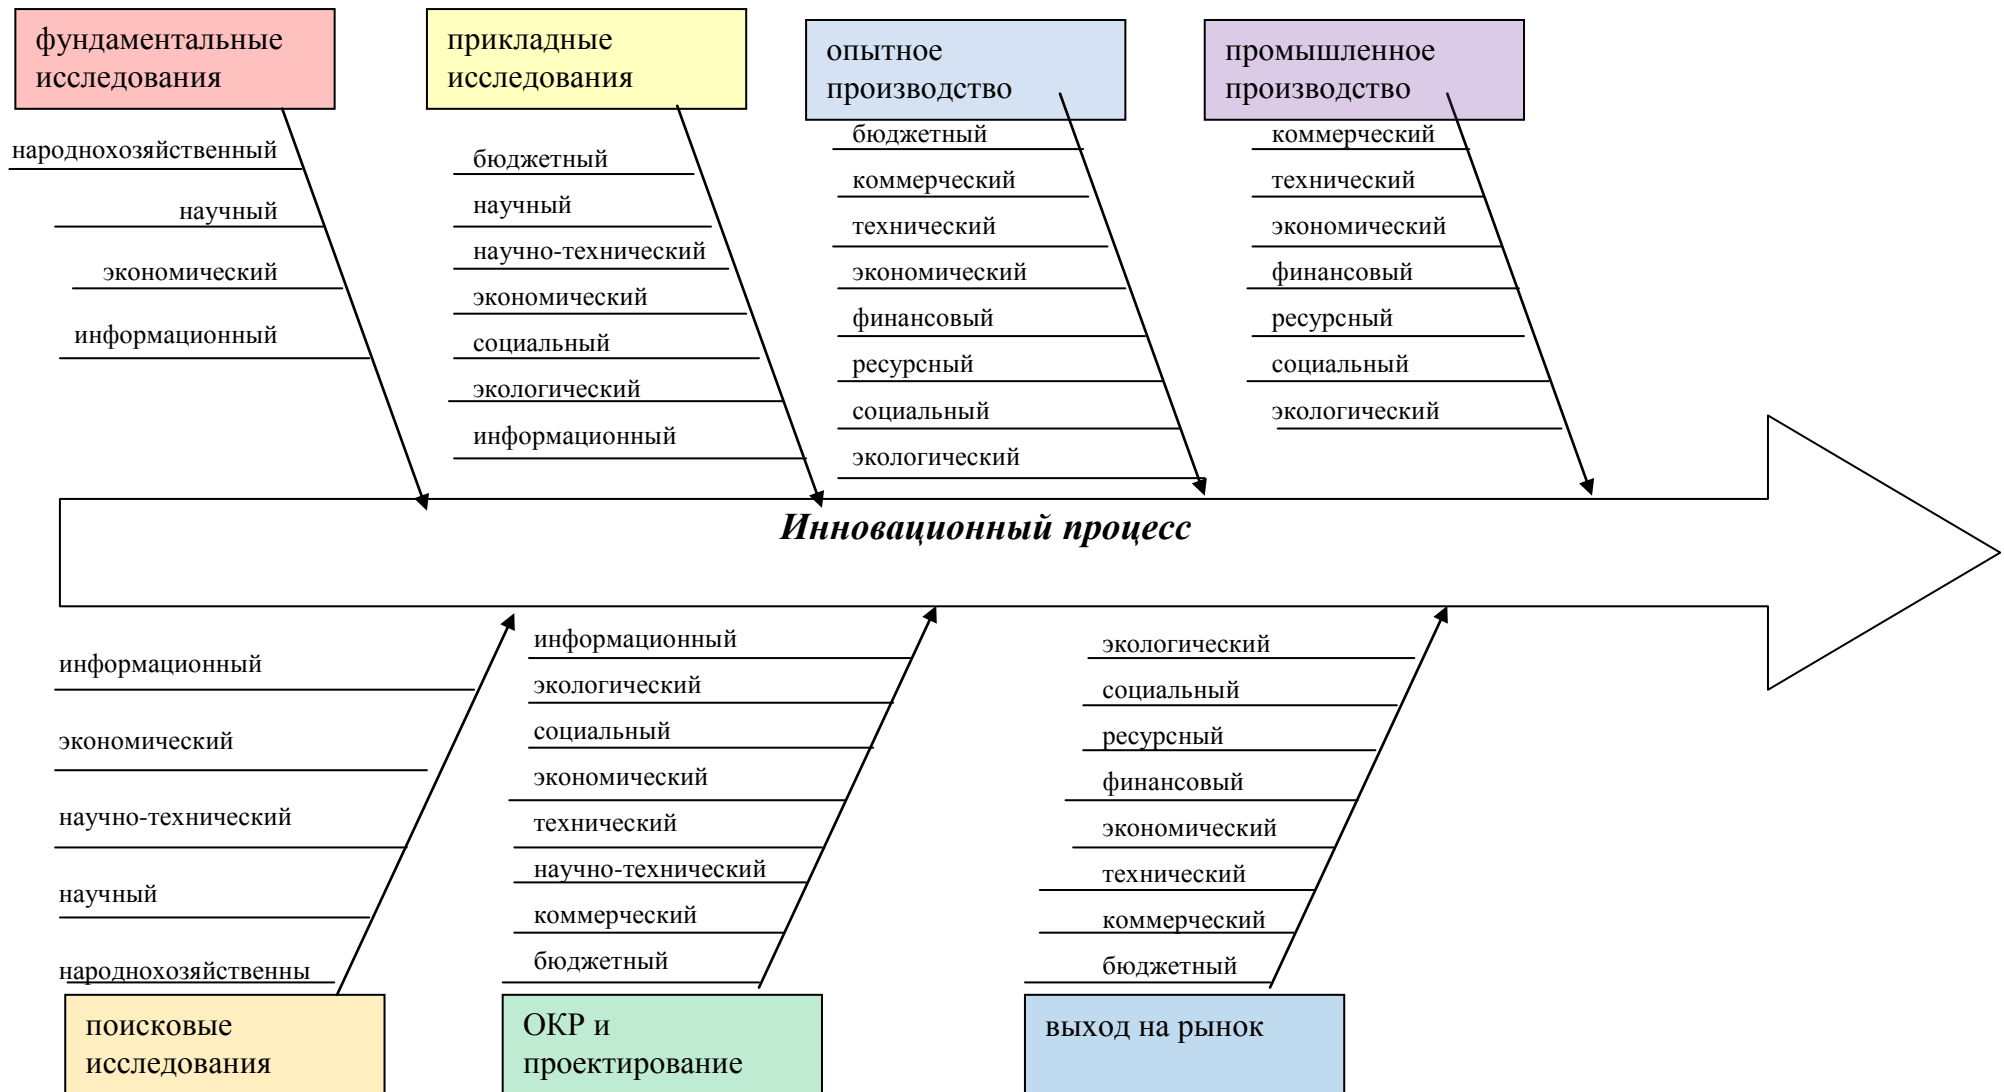 фундаментальные
исследования
народнохозяйственный
научный
экономический
информационный
прикладные
исследования
бюджетный
научный
научно-технический
экономический
социальный
экологический
информационный
опытное
производство
бюджетный
коммерческий
технический
экономический
финансовый
ресурсный
социальный
экологический
промышленное
производство
коммерческий
технический
экономический
финансовый
ресурсный
социальный
экологический
Инновационный процесс
информационный
экономический
научно-технический
научный
народнохозяйственны
поисковые
исследования
информационный
экологический
социальный
экономический
технический
научно-технический
коммерческий
бюджетный
ОКР и
проектирование
экологический
социальный
ресурсный
финансовый
экономический
технический
коммерческий
бюджетный
выход на рынок